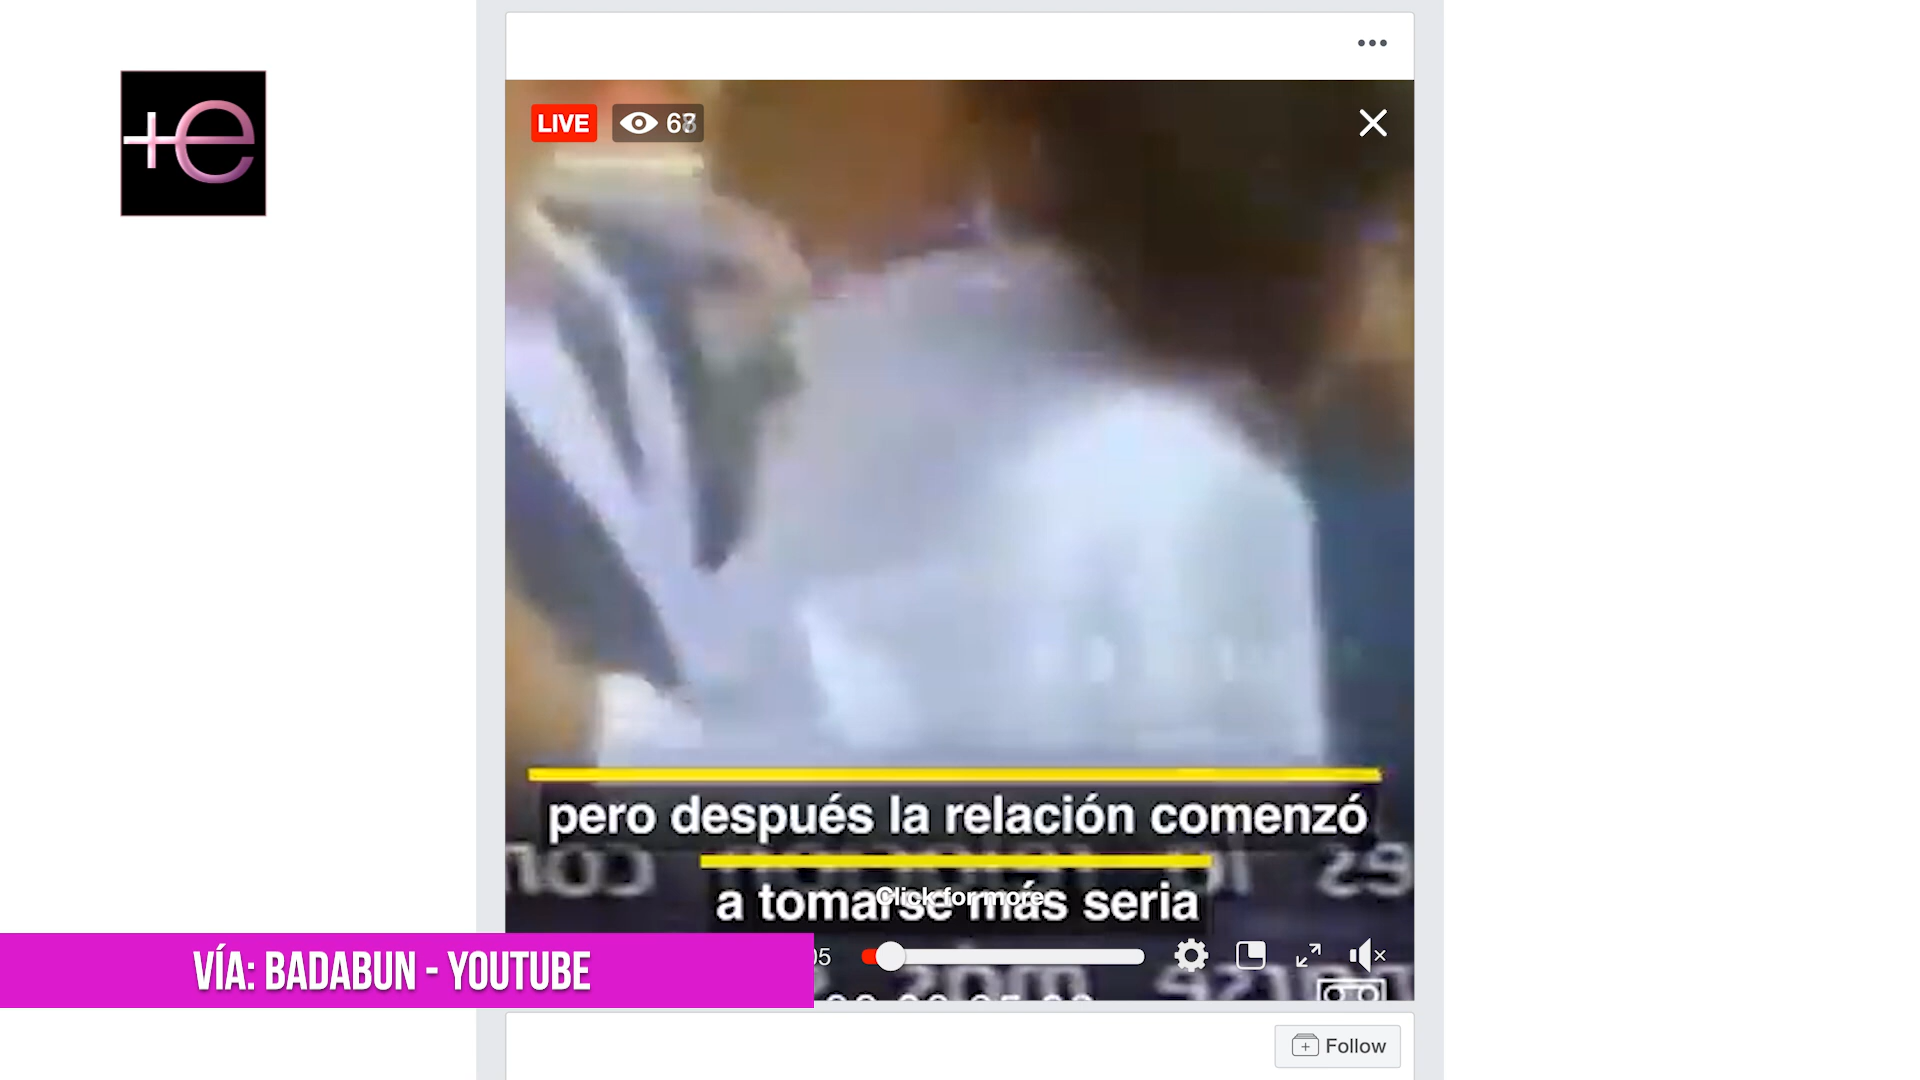 +e
LIVE
pero después la relación comenzó
a tomarse más seria
Click for more
VÍA: BADABUN - YOUTUBE
Follow